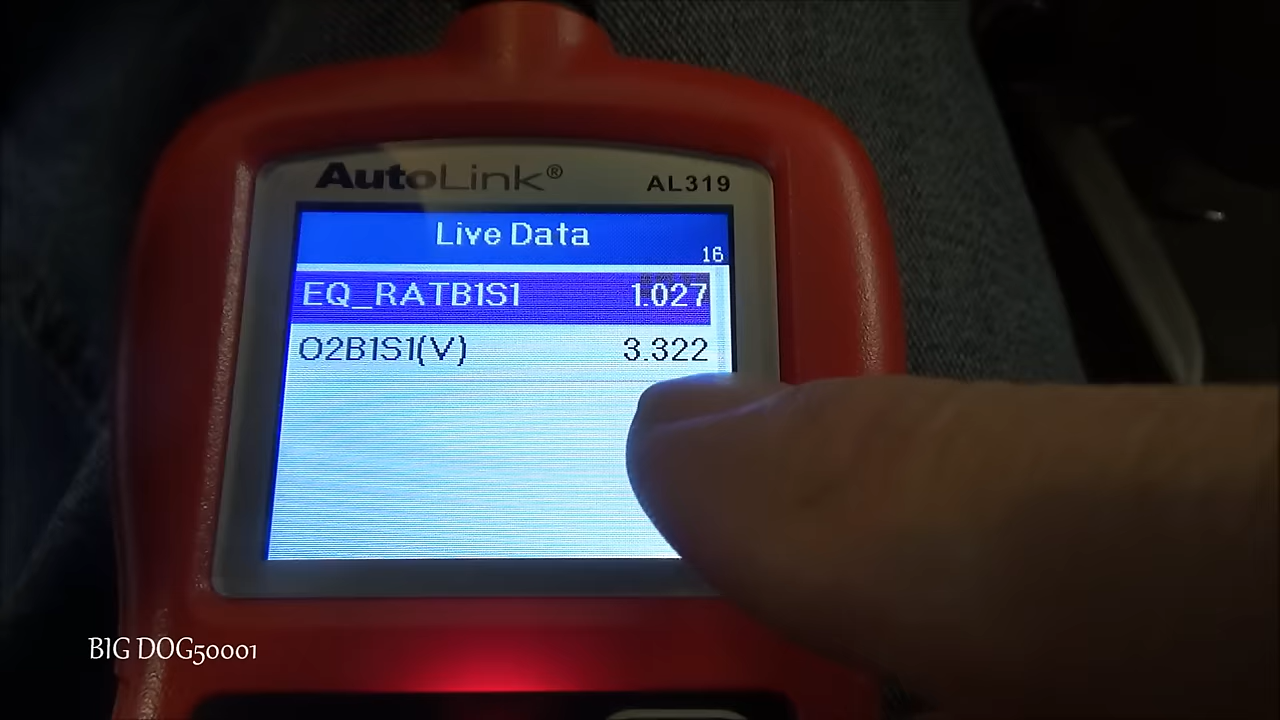 AutoLink®
AL319
Live Data
16
EQ_RATB1S1 1.027
O2B1S1(V) 3.322
BIG DOG50001